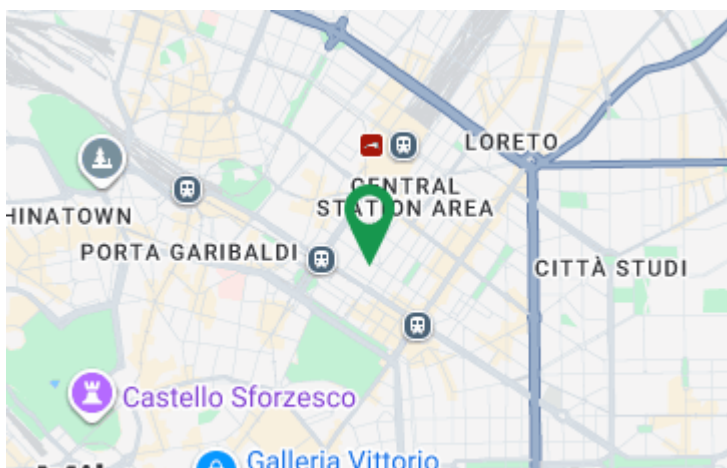 LORETO
CENTRAL
STATION AREA
HINATOWN
PORTA GARIBALDI
CITTÀ STUDI
Castello Sforzesco
Galleria Vittorio